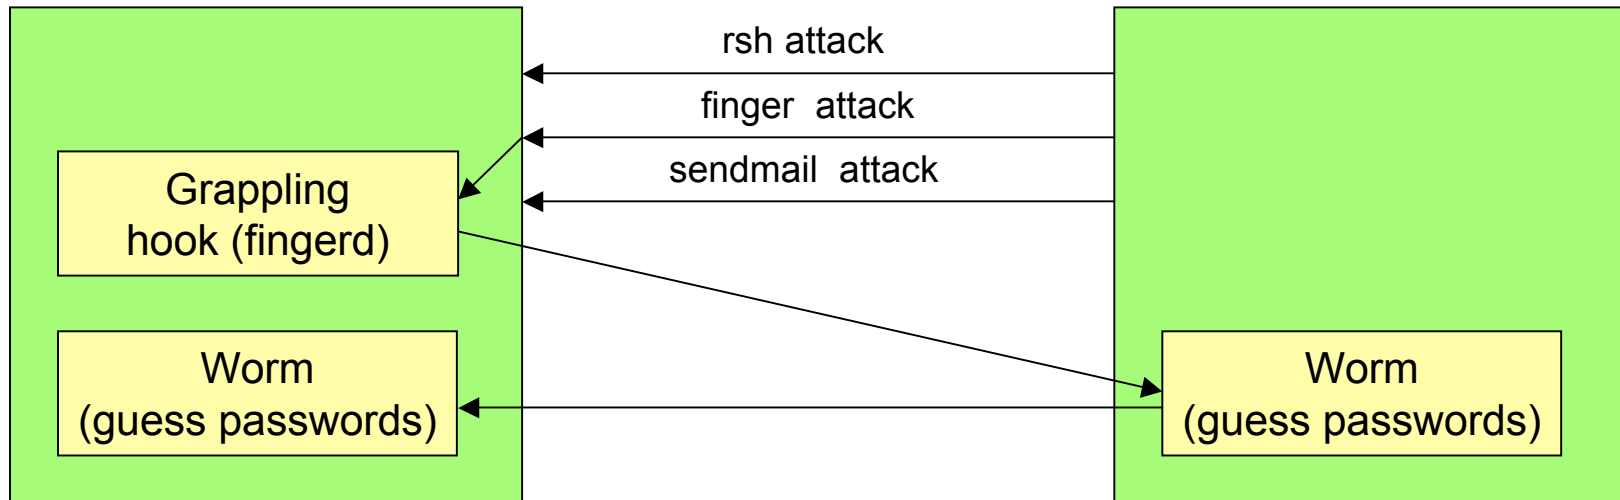 rsh attack
finger attack
sendmail attack
Grappling
hook (fingerd)
Worm
(guess passwords)
Worm
(guess passwords)